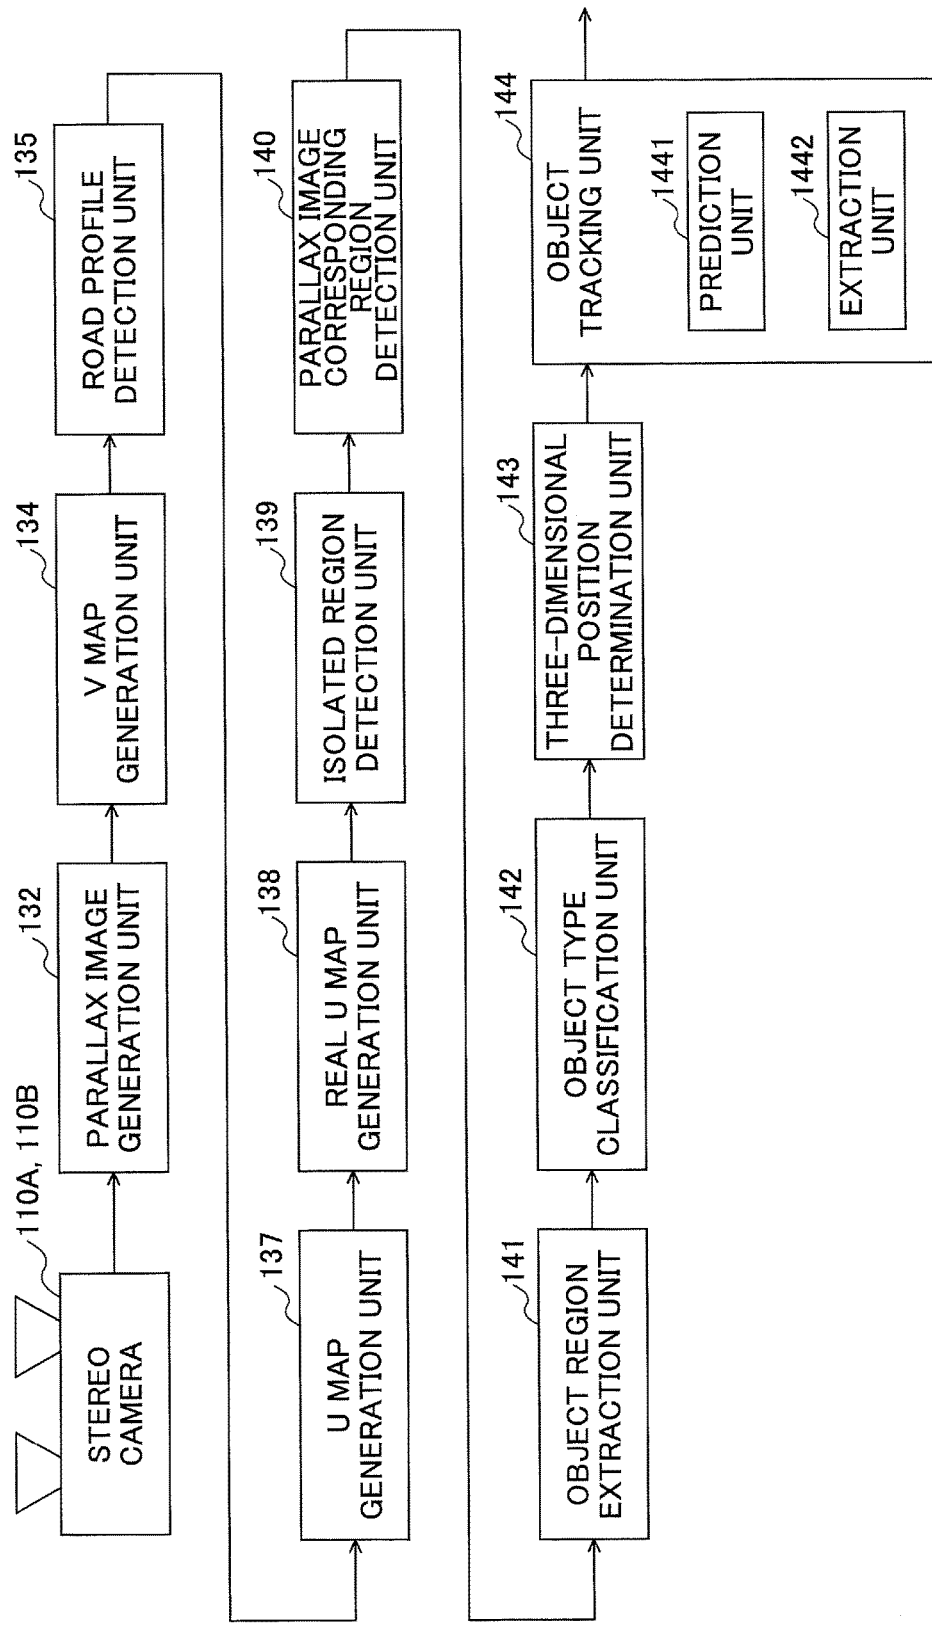 110A, 110B
STEREO
CAMERA
132
PARALLAX IMAGE
GENERATION UNIT
134
V MAP
GENERATION UNIT
135
ROAD PROFILE
DETECTION UNIT
137
U MAP
GENERATION UNIT
138
REAL U MAP
GENERATION UNIT
139
ISOLATED REGION
DETECTION UNIT
140
PARALLAX IMAGE
CORRESPONDING
REGION
DETECTION UNIT
141
OBJECT REGION
EXTRACTION UNIT
142
OBJECT TYPE
CLASSIFICATION UNIT
143
THREE-DIMENSIONAL
POSITION
DETERMINATION UNIT
144
OBJECT
TRACKING UNIT
1441
PREDICTION
UNIT
1442
EXTRACTION
UNIT